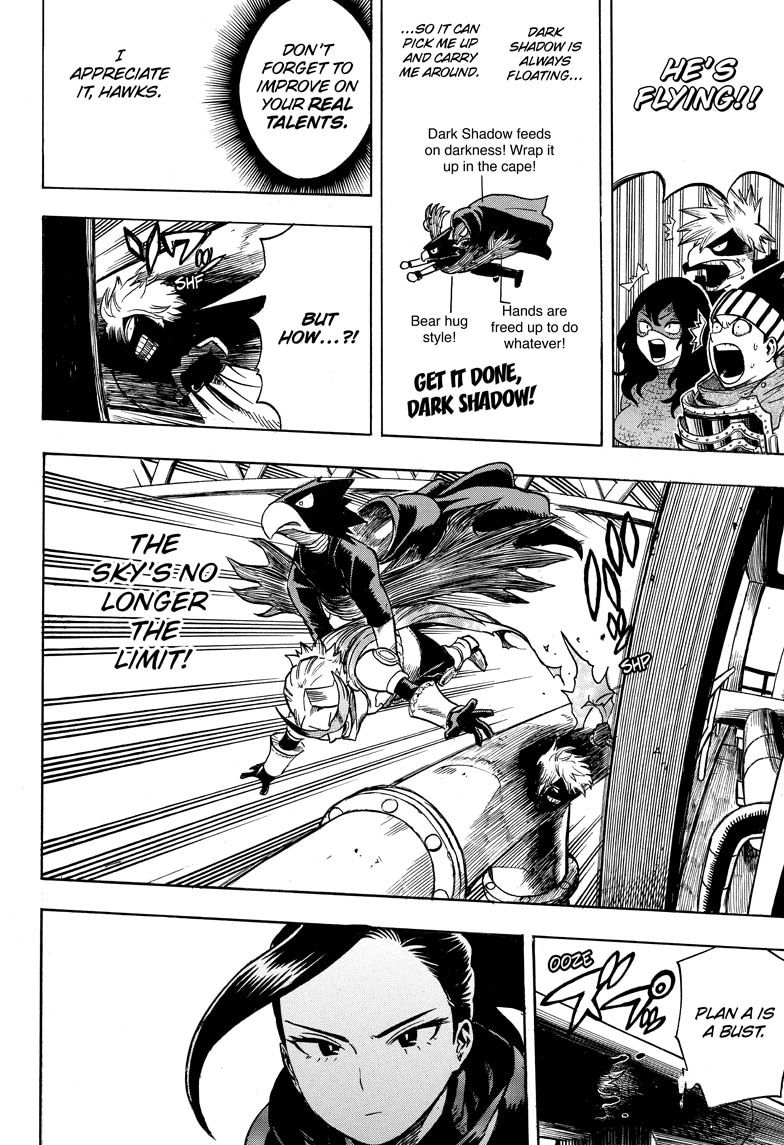 HE'S
FLYING!!
DARK
SHADOW IS
ALWAYS
FLOATING...
...SO IT CAN
PICK ME UP
AND CARRY
ME AROUND.
Dark Shadow feeds
on darkness! Wrap it
up in the cape!
Hands are
freed up to do
whatever!
Bear hug
style!
GET IT DONE,
DARK SHADOW!
DON'T
FORGET TO
IMPROVE ON
YOUR REAL
TALENTS.
I
APPRECIATE
IT, HAWKS.
BUT
HOW...?!
SHF
THE
SKY'S NO
LONGER
THE
LIMIT!
SHP
PLAN A IS
A BUST.
OOZE
ズプ